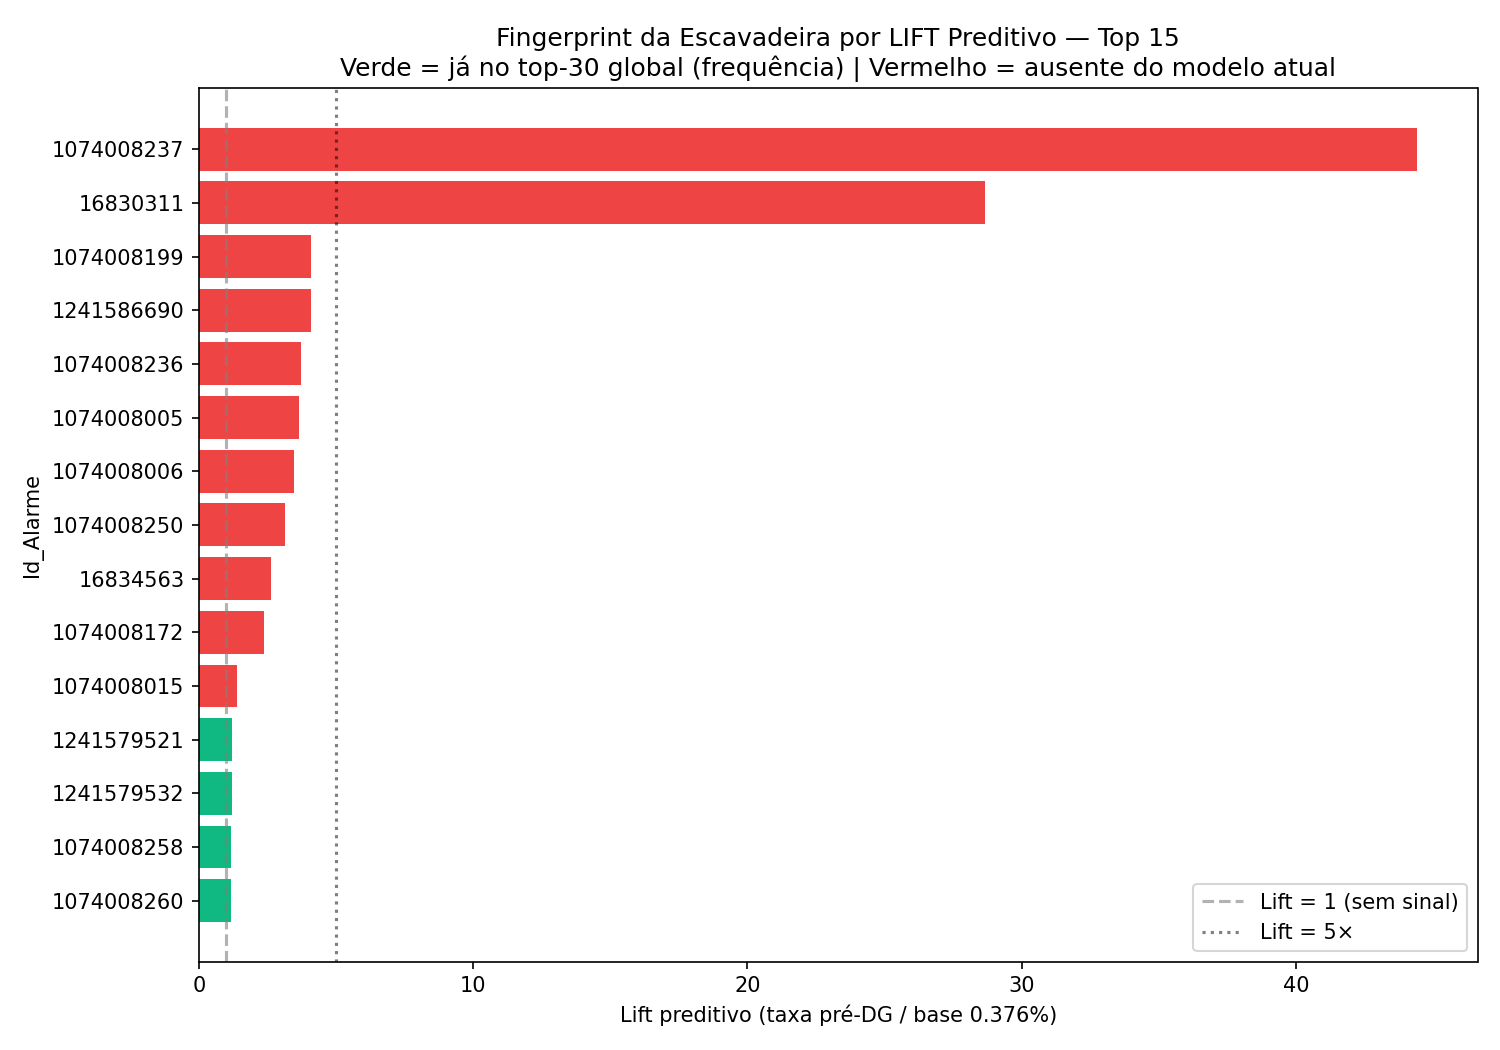 Fingerprint da Escavadeira por LIFT Preditivo — Top 15
Verde = já no top-30 global (frequência) | Vermelho = ausente do modelo atual
Id_Alarme
1074008237
16830311
1074008199
1241586690
1074008236
1074008005
1074008006
1074008250
16834563
1074008172
1074008015
1241579521
1241579532
1074008258
1074008260
Lift = 1 (sem sinal)
Lift = 5×
0 10 20 30 40
Lift preditivo (taxa pré-DG / base 0.376%)